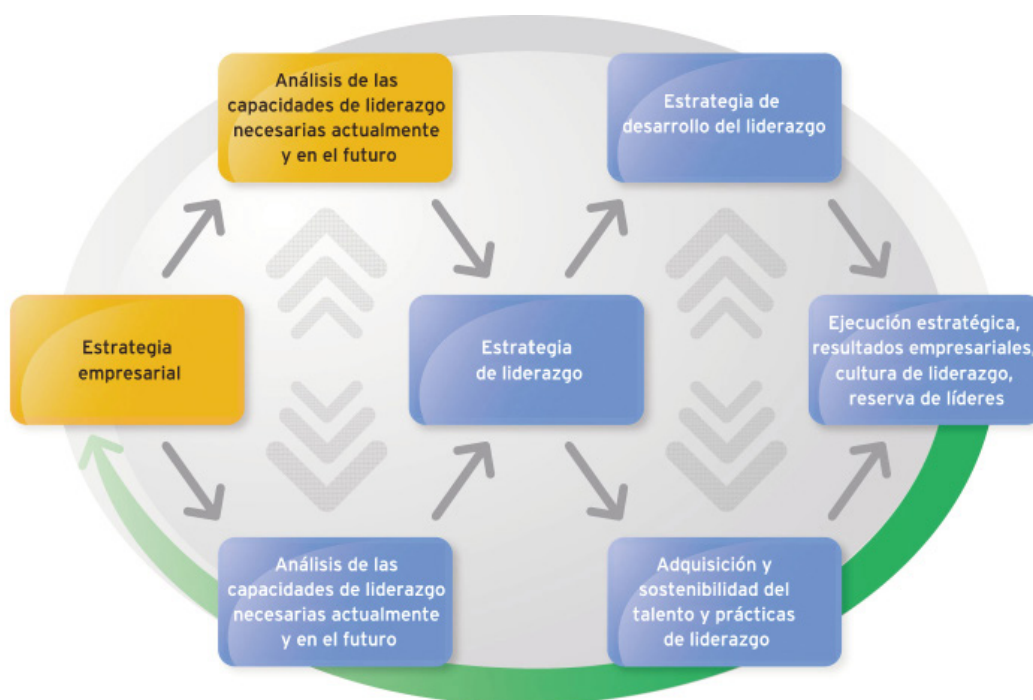 Análisis de las
capacidades de liderazgo
necesarias actualmente
y en el futuro
Estrategia de
desarrollo del liderazgo
Estrategia
empresarial
Estrategia
de liderazgo
Ejecución estratégica,
resultados empresariales,
cultura de liderazgo,
reserva de líderes
Análisis de las
capacidades de liderazgo
necesarias actualmente
y en el futuro
Adquisición y
sostenibilidad del
talento y prácticas
de liderazgo